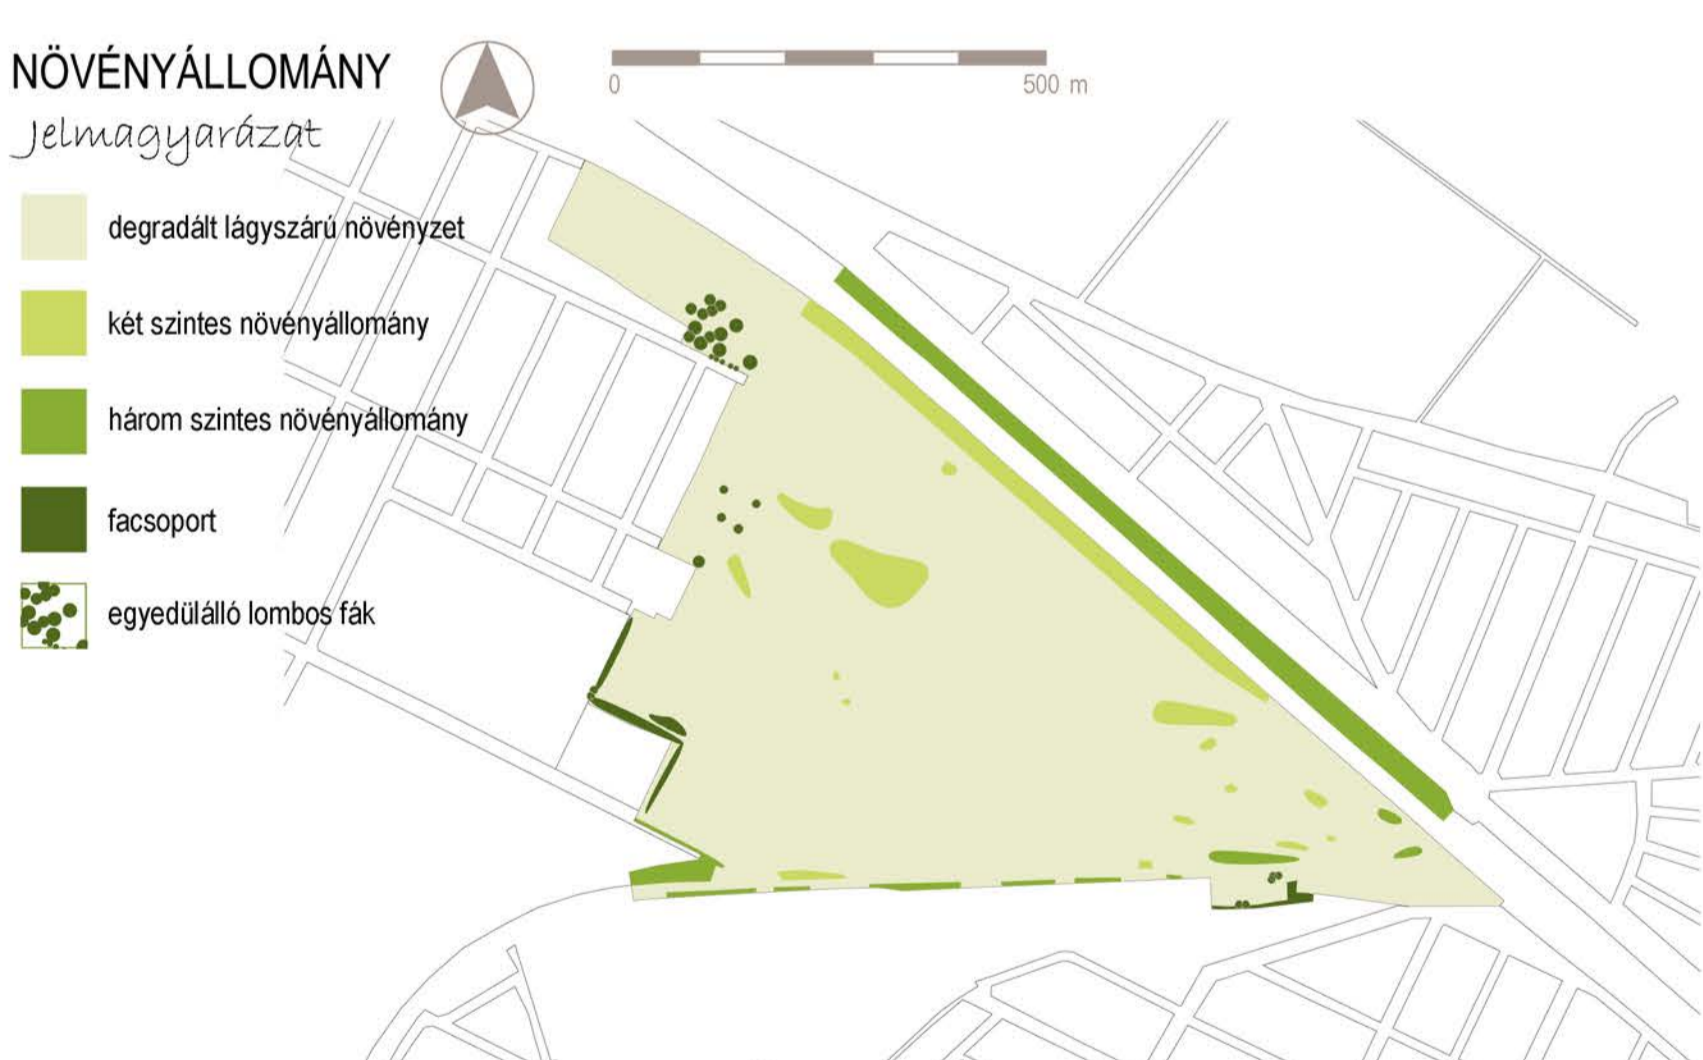 NÖVÉNYÁLLOMÁNY
Jelmagyarázat
0 500 m
degradált lágyszárú növényzet
két szintes növényállomány
három szintes növényállomány
facsoport
egyedülálló lombos fák